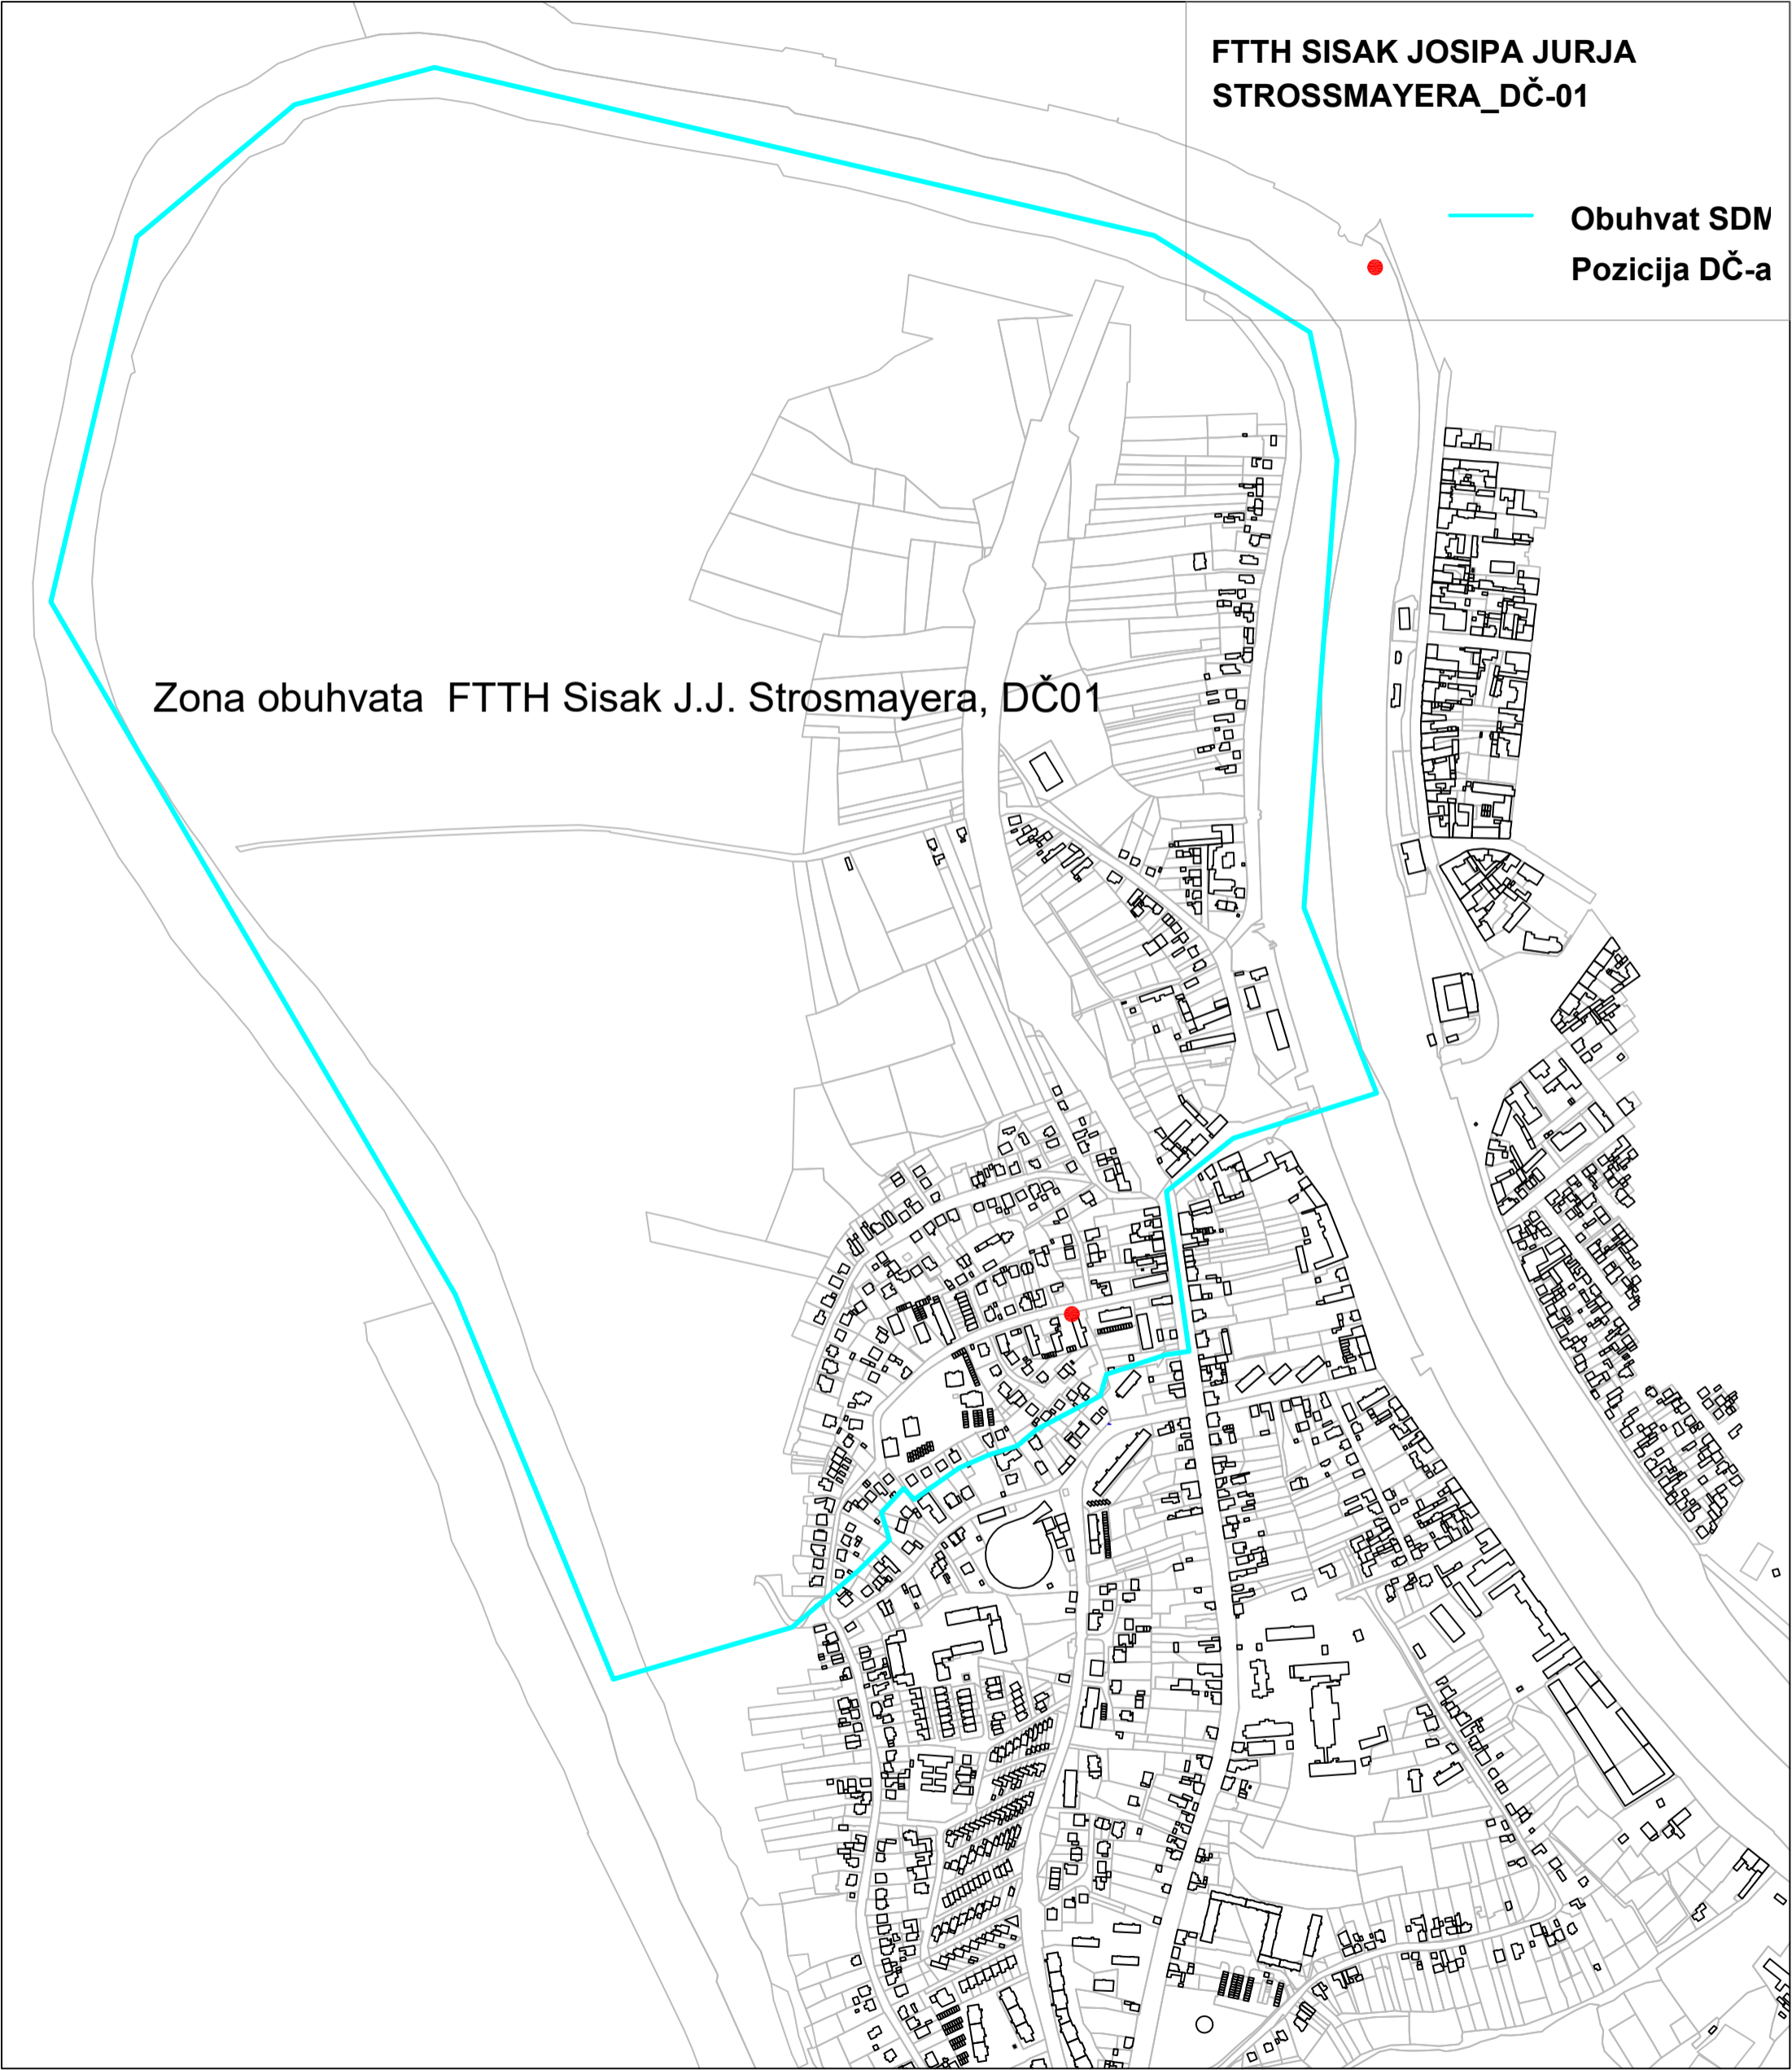 FTTH SISAK JOSIPA JURJA
STROSSMAYERA_DČ-01
Obuhvat SDM
Pozicija DČ-a
Zona obuhvata FTTH Sisak J.J. Strosmayera, DČ01